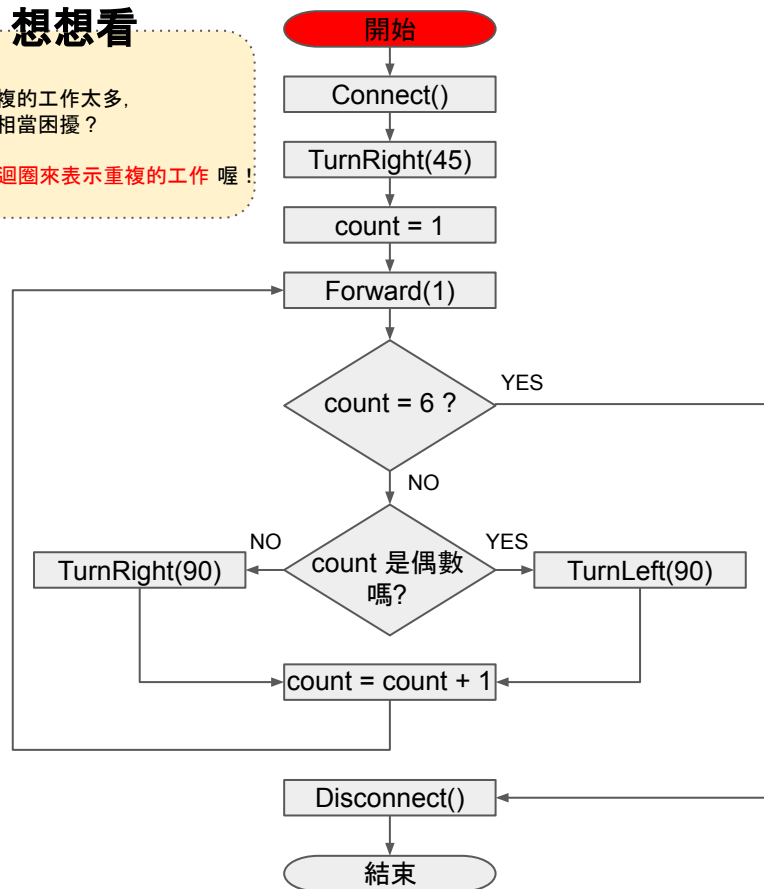 想想看
複的工作太多,
相當困擾？
迴圈來表示重複的工作 喔！
開始
Connect()
TurnRight(45)
count = 1
Forward(1)
count = 6 ?
YES
NO
count 是偶數
嗎?
NO
YES
TurnRight(90)
TurnLeft(90)
count = count + 1
Disconnect()
結束